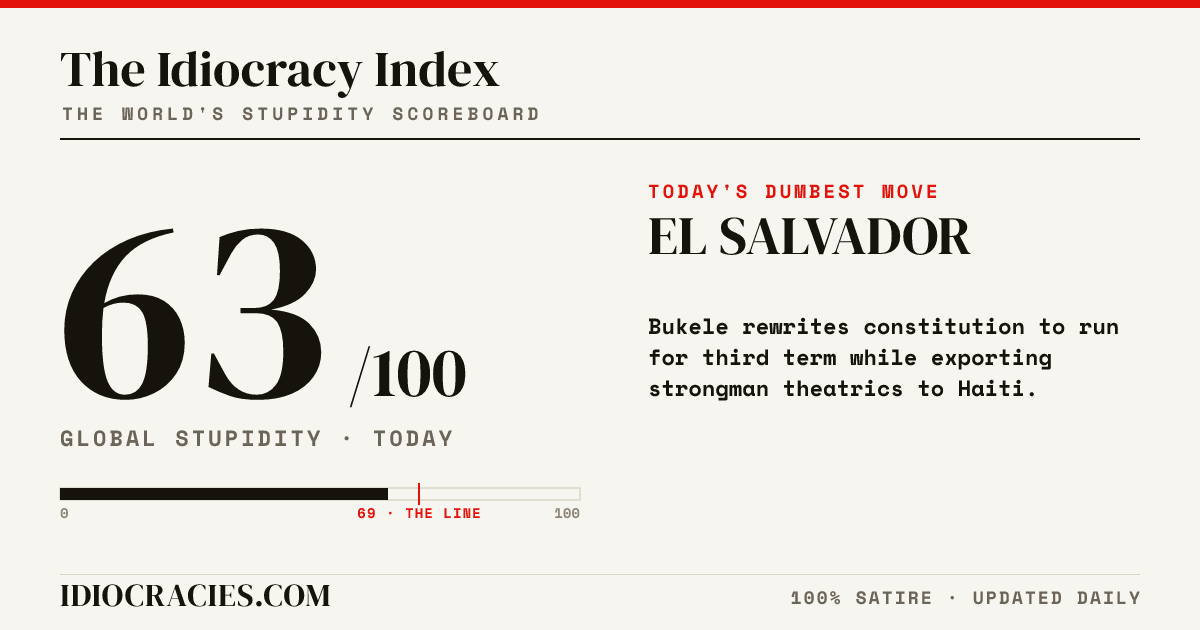 The Idiocracy Index
THE WORLD'S STUPIDITY SCOREBOARD
63 /100
GLOBAL STUPIDITY · TODAY
0
69 · THE LINE
100
TODAY'S DUMBEST MOVE
EL SALVADOR
Bukele rewrites constitution to run
for third term while exporting
strongman theatrics to Haiti.
IDIOCRACIES.COM
100% SATIRE · UPDATED DAILY